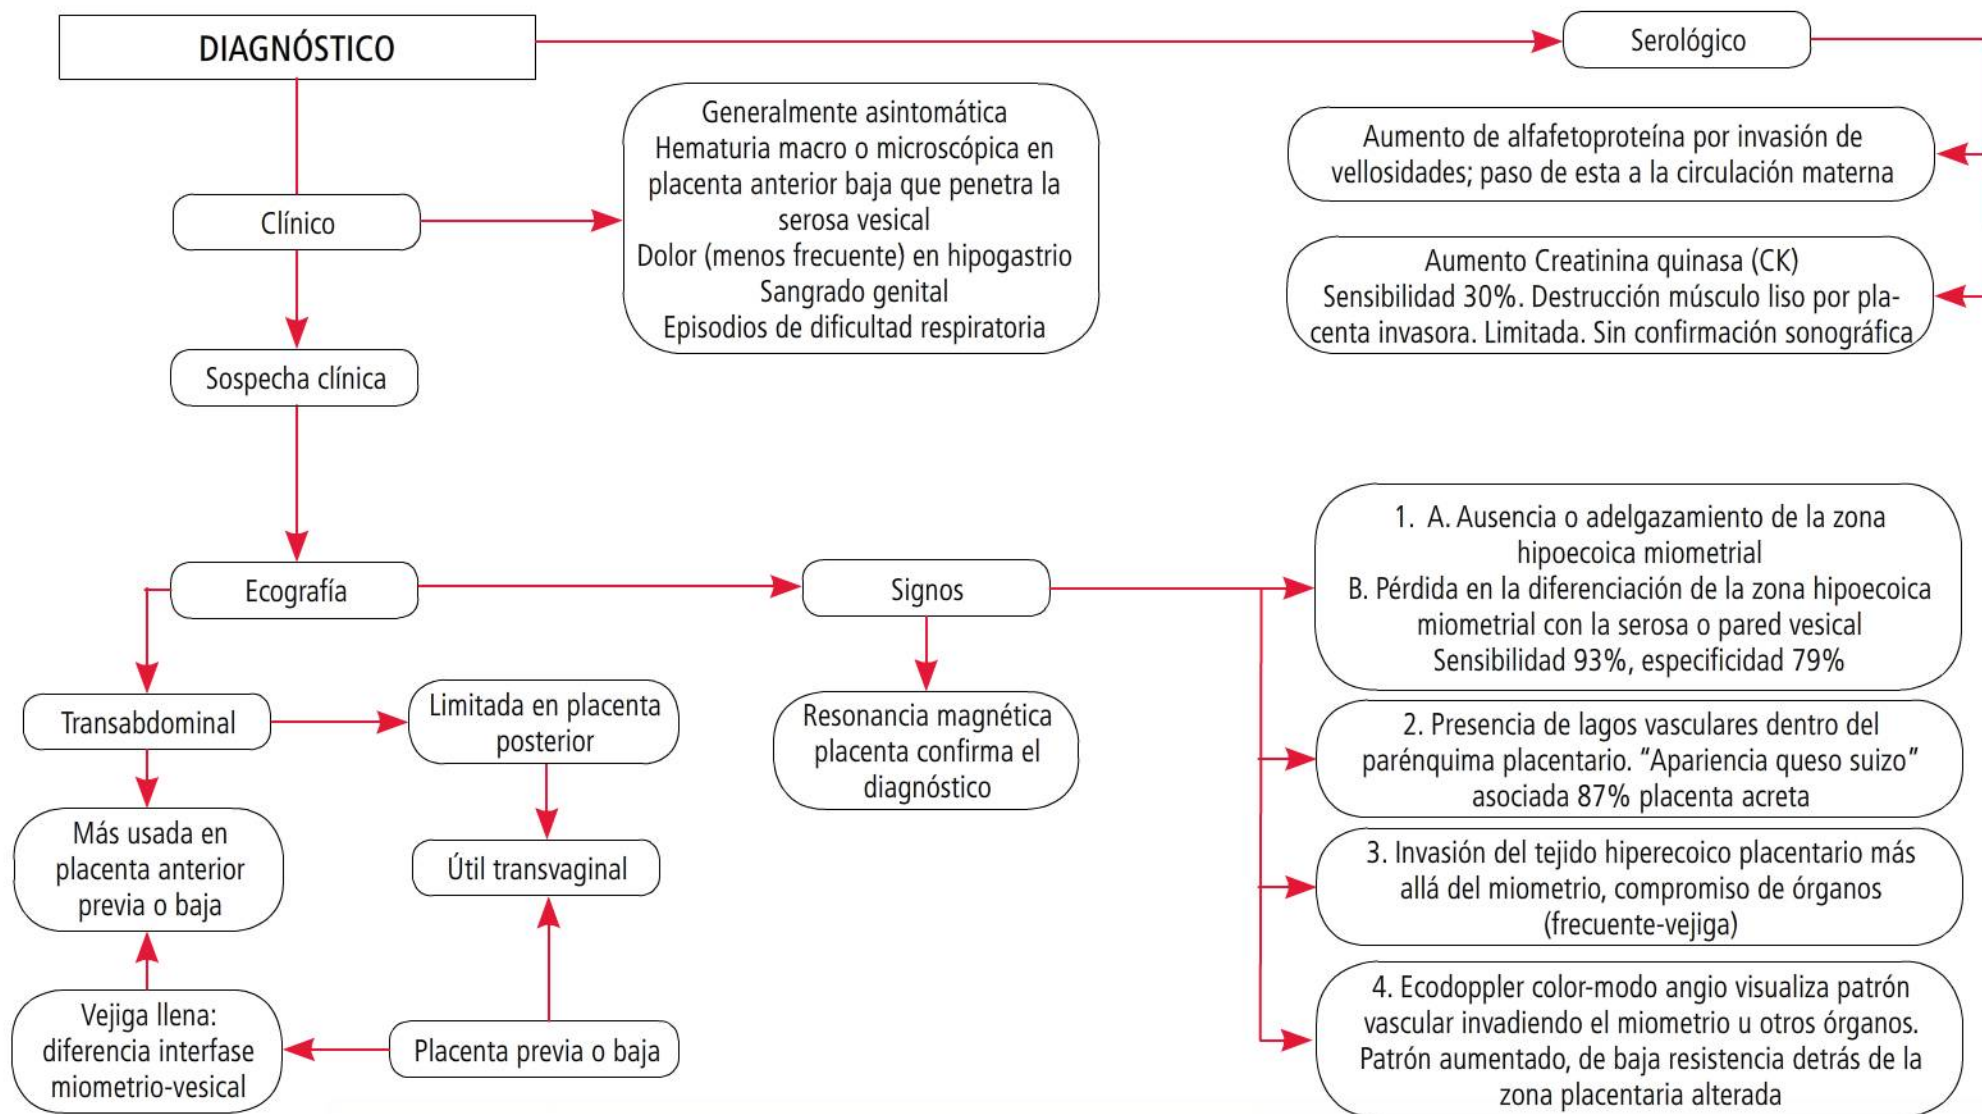 DIAGNÓSTICO
Serológico
Generalmente asintomática
Hematuria macro o microscópica en
placenta anterior baja que penetra la
serosa vesical
Dolor (menos frecuente) en hipogastrio
Sangrado genital
Episodios de dificultad respiratoria
Aumento de alfafetoproteína por invasión de
vellosidades; paso de esta a la circulación materna
Clínico
Aumento Creatinina quinasa (CK)
Sensibilidad 30%. Destrucción músculo liso por pla-
centa invasora. Limitada. Sin confirmación sonográfica
Sospecha clínica
Ecografía
Signos
1. A. Ausencia o adelgazamiento de la zona
hipoecoica miometrial
B. Pérdida en la diferenciación de la zona hipoecoica
miometrial con la serosa o pared vesical
Sensibilidad 93%, especificidad 79%
Transabdominal
Limitada en placenta
posterior
Resonancia magnética
placenta confirma el
diagnóstico
2. Presencia de lagos vasculares dentro del
parénquima placentario. “Apariencia queso suizo”
asociada 87% placenta acreta
Más usada en
placenta anterior
previa o baja
Útil transvaginal
3. Invasión del tejido hiperecoico placentario más
allá del miometrio, compromiso de órganos
(frecuente-vejiga)
Vejiga llena:
diferencia interfase
miometrio-vesical
Placenta previa o baja
4. Ecodoppler color-modo angio visualiza patrón
vascular invadiendo el miometrio u otros órganos.
Patrón aumentado, de baja resistencia detrás de la
zona placentaria alterada